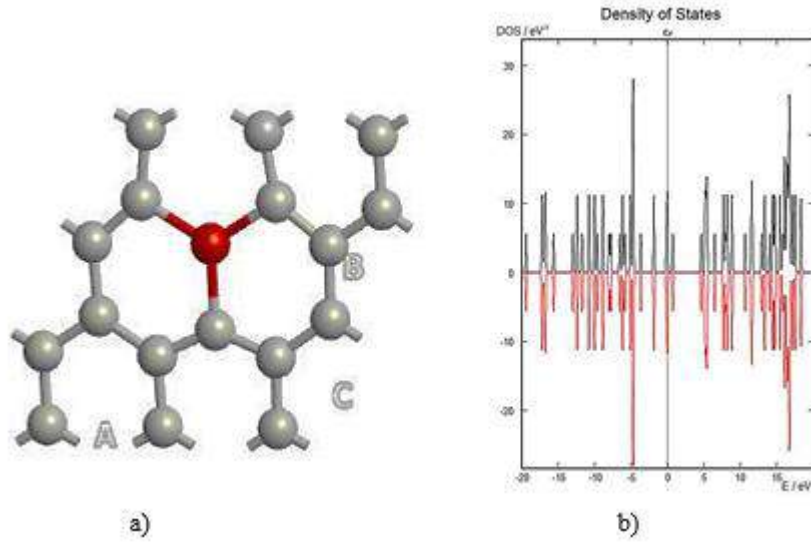 Density of States
DOS / eV⁻¹
εF
30
20
10
0
-10
-20
-20 -15 -10 -5 0 5 10 15
E / eV
B
C
A
a) b)